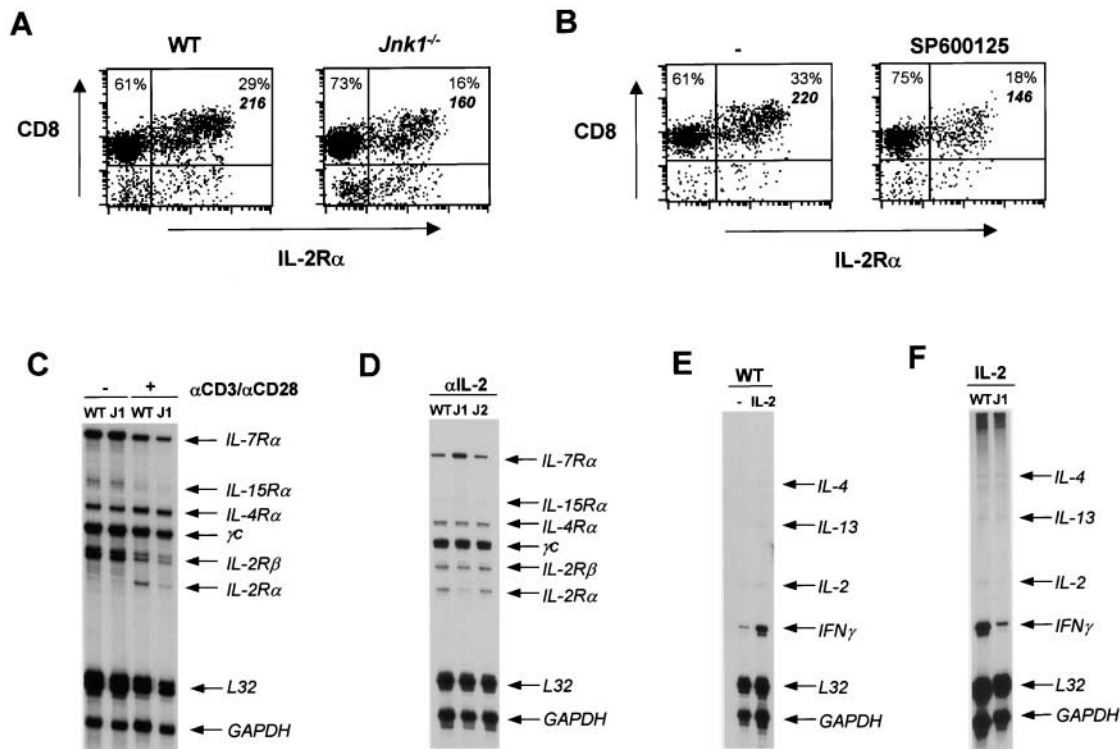 A
WT
Jnk1-/-
61%
29%
216
73%
16%
160
CD8
IL-2Rα
B
-
SP600125
61%
33%
220
75%
18%
146
CD8
IL-2Rα
C
- + αCD3/αCD28
WT J1 WT J1
IL-7Rα
IL-15Rα
IL-4Rα
γc
IL-2Rβ
IL-2Rα
L32
GAPDH
D
αIL-2
WT J1 J2
IL-7Rα
IL-15Rα
IL-4Rα
γc
IL-2Rβ
IL-2Rα
L32
GAPDH
E
WT
- IL-2
IL-4
IL-13
IL-2
IFNγ
L32
GAPDH
F
IL-2
WT J1
IL-4
IL-13
IL-2
IFNγ
L32
GAPDH